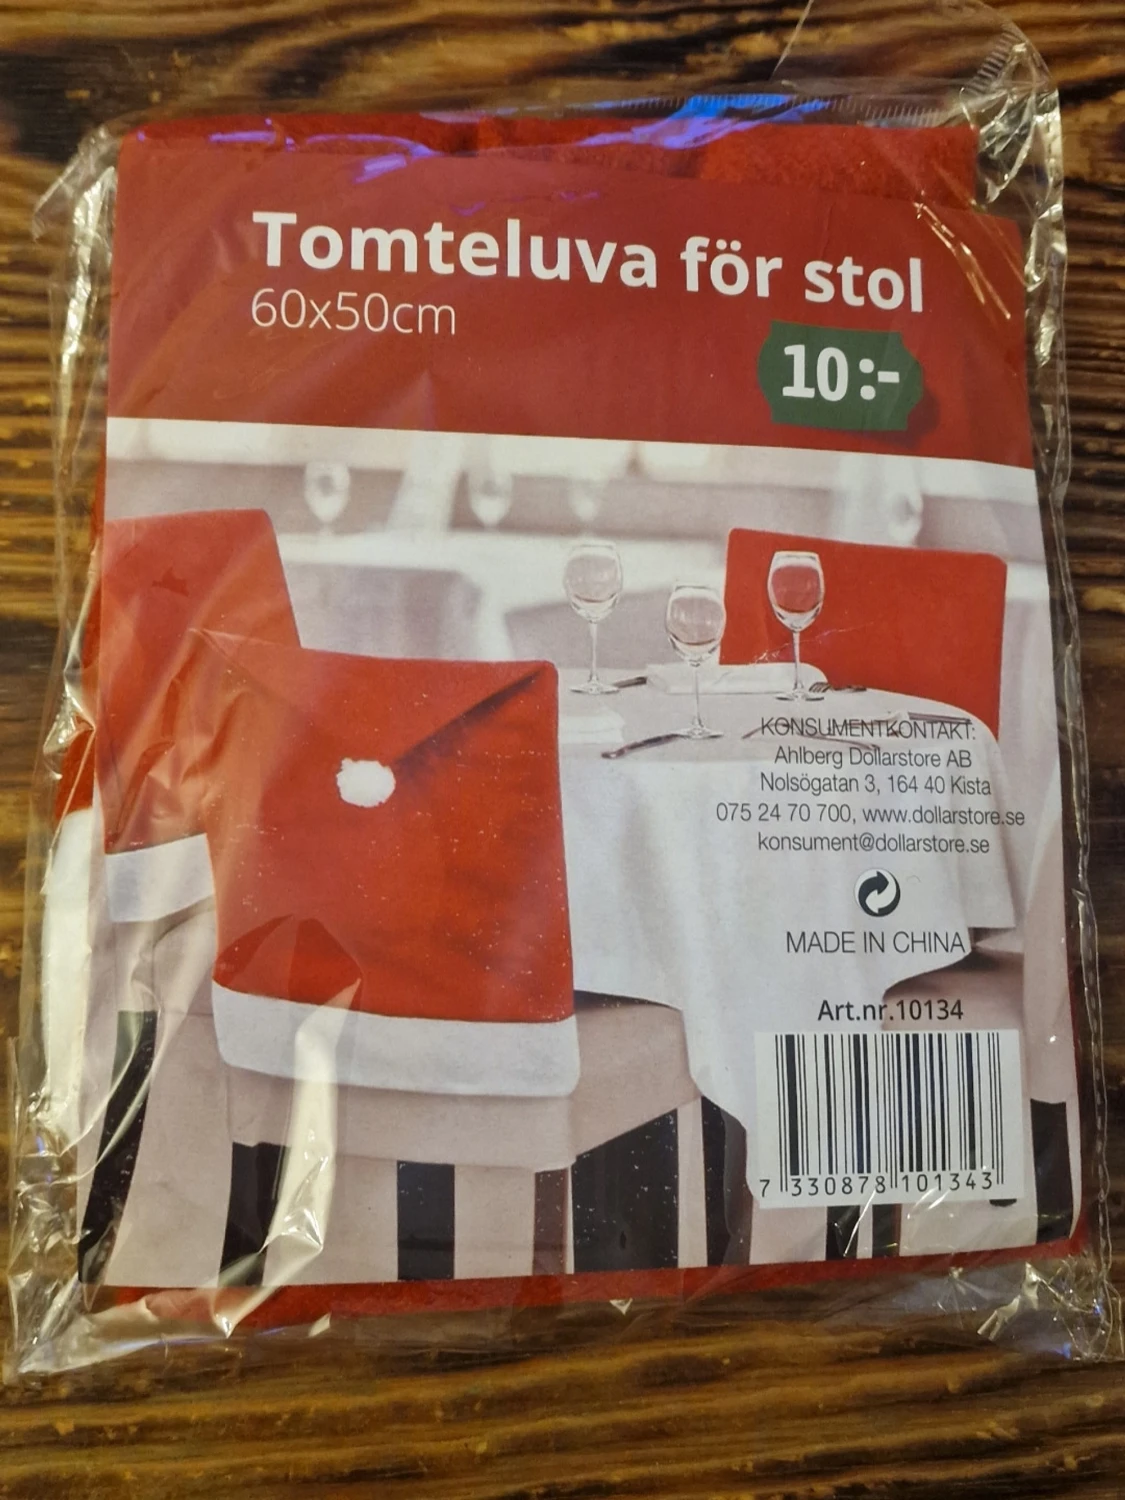 Tomteluva för stol
60x50cm
10:-
KONSUMENTKONTAKT:
Ahlberg Dollarstore AB
Nolsögatan 3, 164 40 Kista
075 24 70 700, www.dollarstore.se
konsument@dollarstore.se
MADE IN CHINA
Art.nr.10134
7 330878 101343